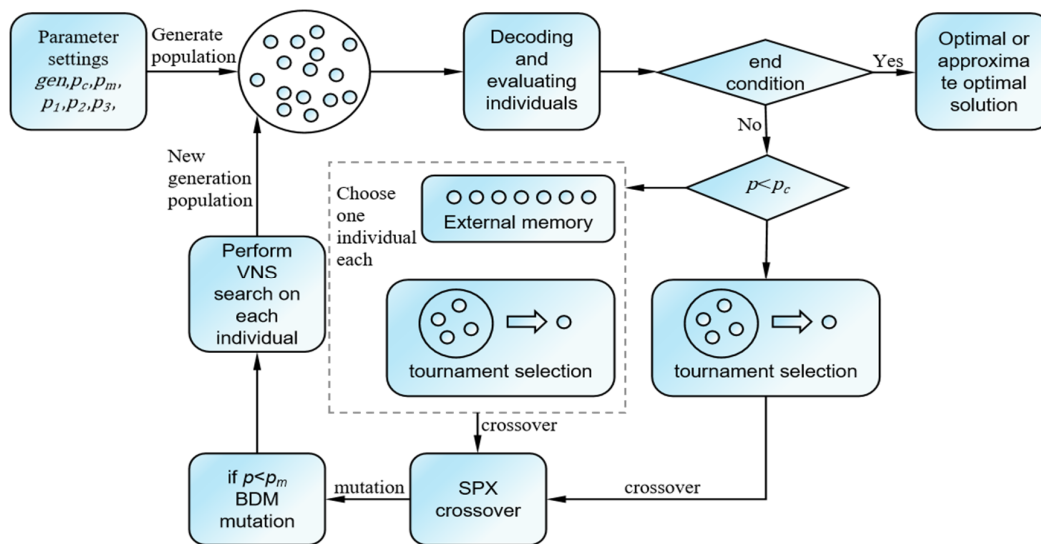 Parameter
settings
gen,pc,pm,
p1,p2,p3,
Generate
population
Decoding
and
evaluating
individuals
end
condition
Yes
Optimal or
approxima
te optimal
solution
No
p<pc
New
generation
population
Choose
one
individual
each
External memory
Perform
VNS
search on
each
individual
tournament selection
tournament selection
crossover
if p<pm
BDM
mutation
mutation
SPX
crossover
crossover